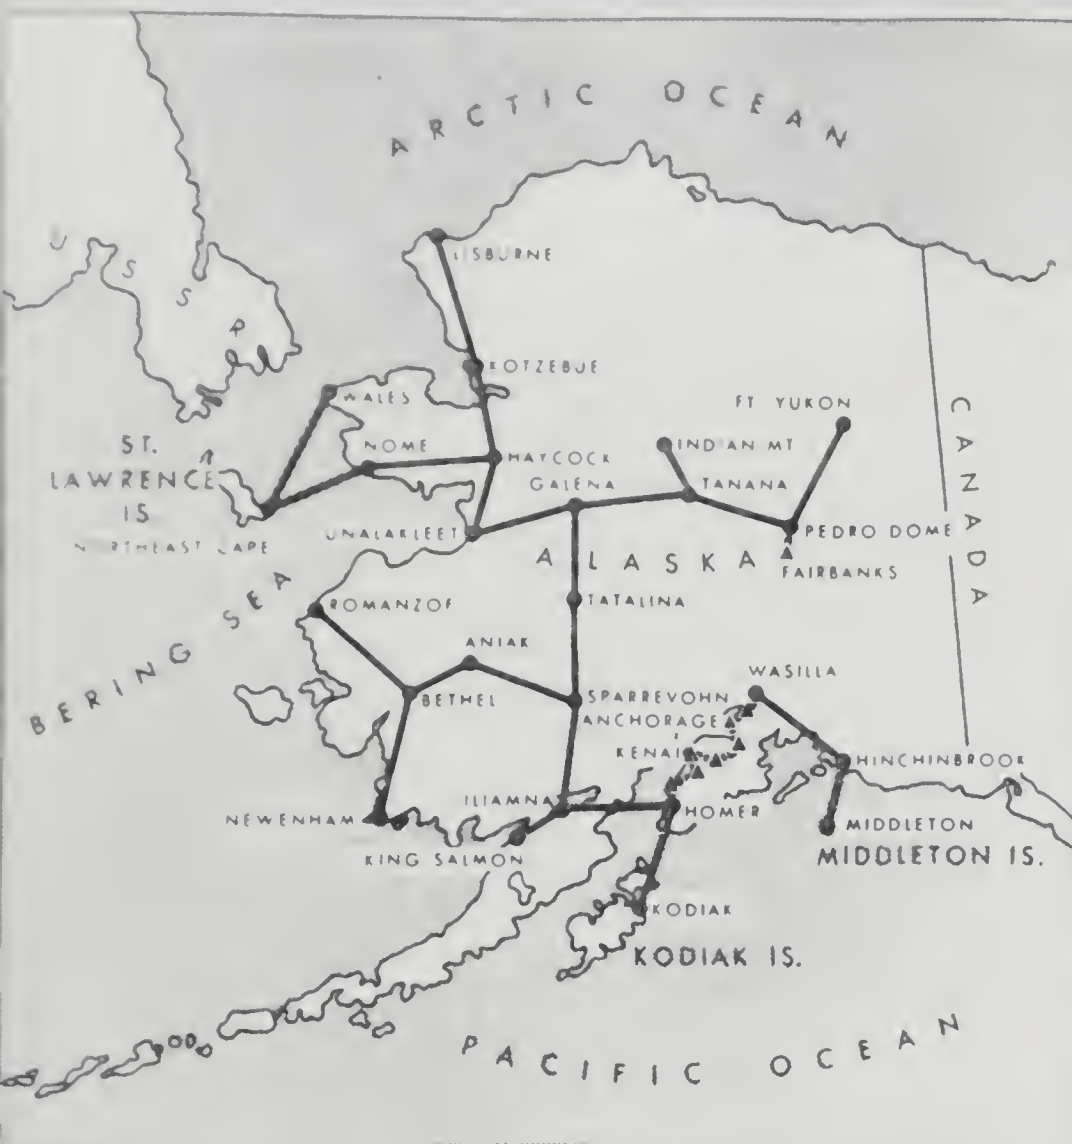 ARCTIC OCEAN
U S S R
LISBURNE
KOTZEBUE
WALES
FT YUKON
CANADA
ST.
LAWRENCE
IS
NOME
HAYCOCK
INDIAN MT
GALENA
TANANA
NORTHEAST CAPE
UNALAKLEET
PEDRO DOME
ALASKA
FAIRBANKS
BERING SEA
ROMANZOF
TATALINA
ANIAK
WASILLA
BETHEL
SPARREVOHN
ANCHORAGE
KENAI
HINCHINBROOK
ILIAMNA
NEWENHAM
HOMER
MIDDLETON
MIDDLETON IS.
KING SALMON
KODIAK
KODIAK IS.
PACIFIC OCEAN